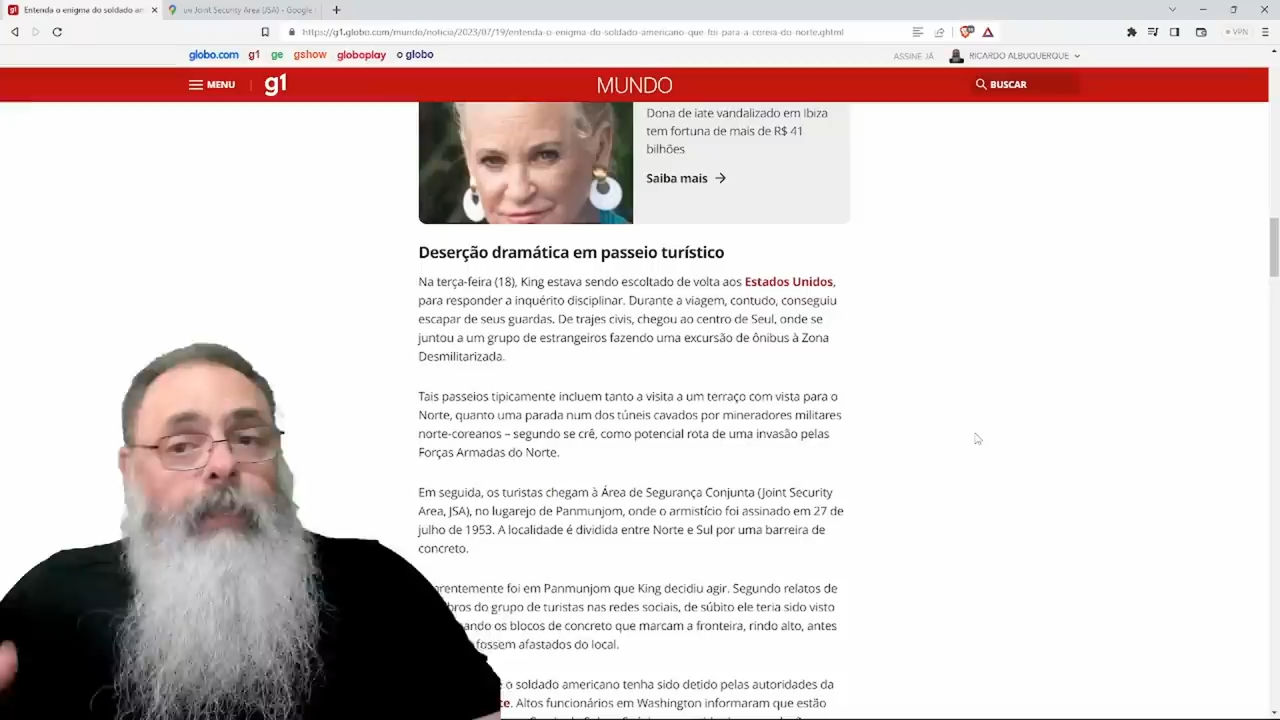 Entenda o enigma do soldado am
Joint Security Area (JSA) - Google
https://g1.globo.com/mundo/noticia/2023/07/19/entenda-o-enigma-do-soldado-americano-que-foi-para-a-coreia-do-norte.ghtml
VPN
globo.com g1 ge gshow globoplay o globo
ASSINE JÁ
RICARDO ALBUQUERQUE
MENU
g1
MUNDO
BUSCAR
Dona de iate vandalizado em Ibiza
tem fortuna de mais de R$ 41
bilhões
Saiba mais
Deserção dramática em passeio turístico
Na terça-feira (18), King estava sendo escoltado de volta aos Estados Unidos,
para responder a inquérito disciplinar. Durante a viagem, contudo, conseguiu
escapar de seus guardas. De trajes civis, chegou ao centro de Seul, onde se
juntou a um grupo de estrangeiros fazendo uma excursão de ônibus à Zona
Desmilitarizada.
Tais passeios tipicamente incluem tanto a visita a um terraço com vista para o
Norte, quanto uma parada num dos túneis cavados por mineradores militares
norte-coreanos – segundo se crê, como potencial rota de uma invasão pelas
Forças Armadas do Norte.
Em seguida, os turistas chegam à Área de Segurança Conjunta (Joint Security
Area, JSA), no lugarejo de Panmunjom, onde o armistício foi assinado em 27 de
julho de 1953. A localidade é dividida entre Norte e Sul por uma barreira de
concreto.
rentemente foi em Panmunjom que King decidiu agir. Segundo relatos de
bros do grupo de turistas nas redes sociais, de súbito ele teria sido visto
ando os blocos de concreto que marcam a fronteira, rindo alto, antes
fossem afastados do local.
o soldado americano tenha sido detido pelas autoridades da
te. Altos funcionários em Washington informaram que estão